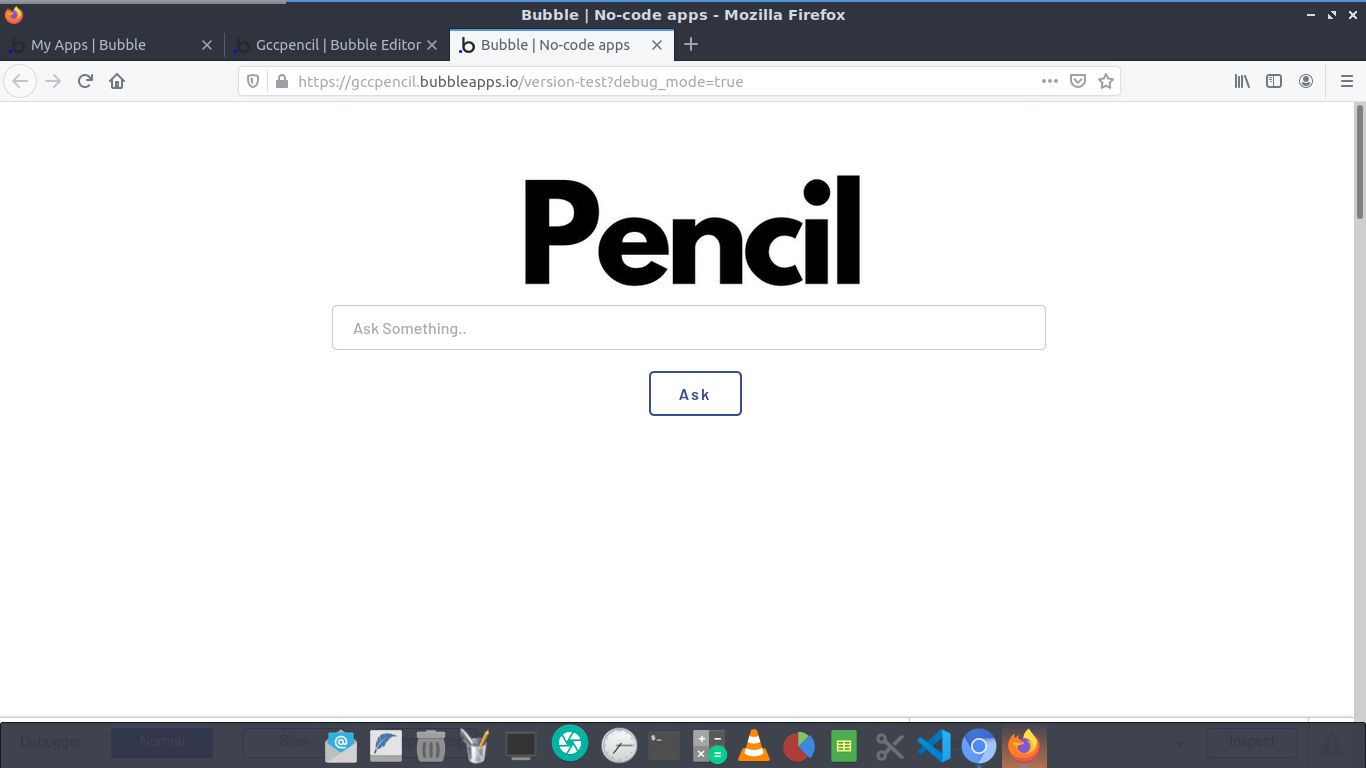 Bubble | No-code apps - Mozilla Firefox
My Apps | Bubble
Gccpencil | Bubble Editor
Bubble | No-code apps
https://gccpencil.bubbleapps.io/version-test?debug_mode=true
Pencil
Ask Something..
Ask
Debugger
Normal
Slow
Inspect